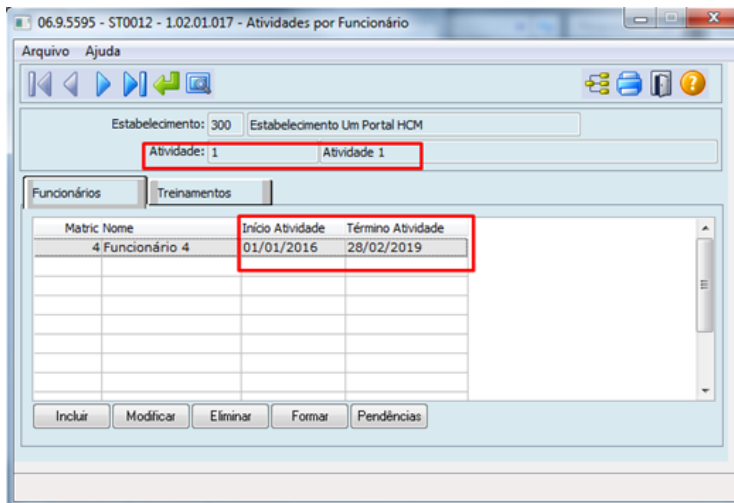 06.9.5595 - ST0012 - 1.02.01.017 - Atividades por Funcionário
Arquivo Ajuda
Estabelecimento: 300 Estabelecimento Um Portal HCM
Atividade: 1 Atividade 1
Funcionários Treinamentos
Matric Nome Início Atividade Término Atividade
4 Funcionário 4 01/01/2016 28/02/2019
Incluir Modificar Eliminar Formar Pendências